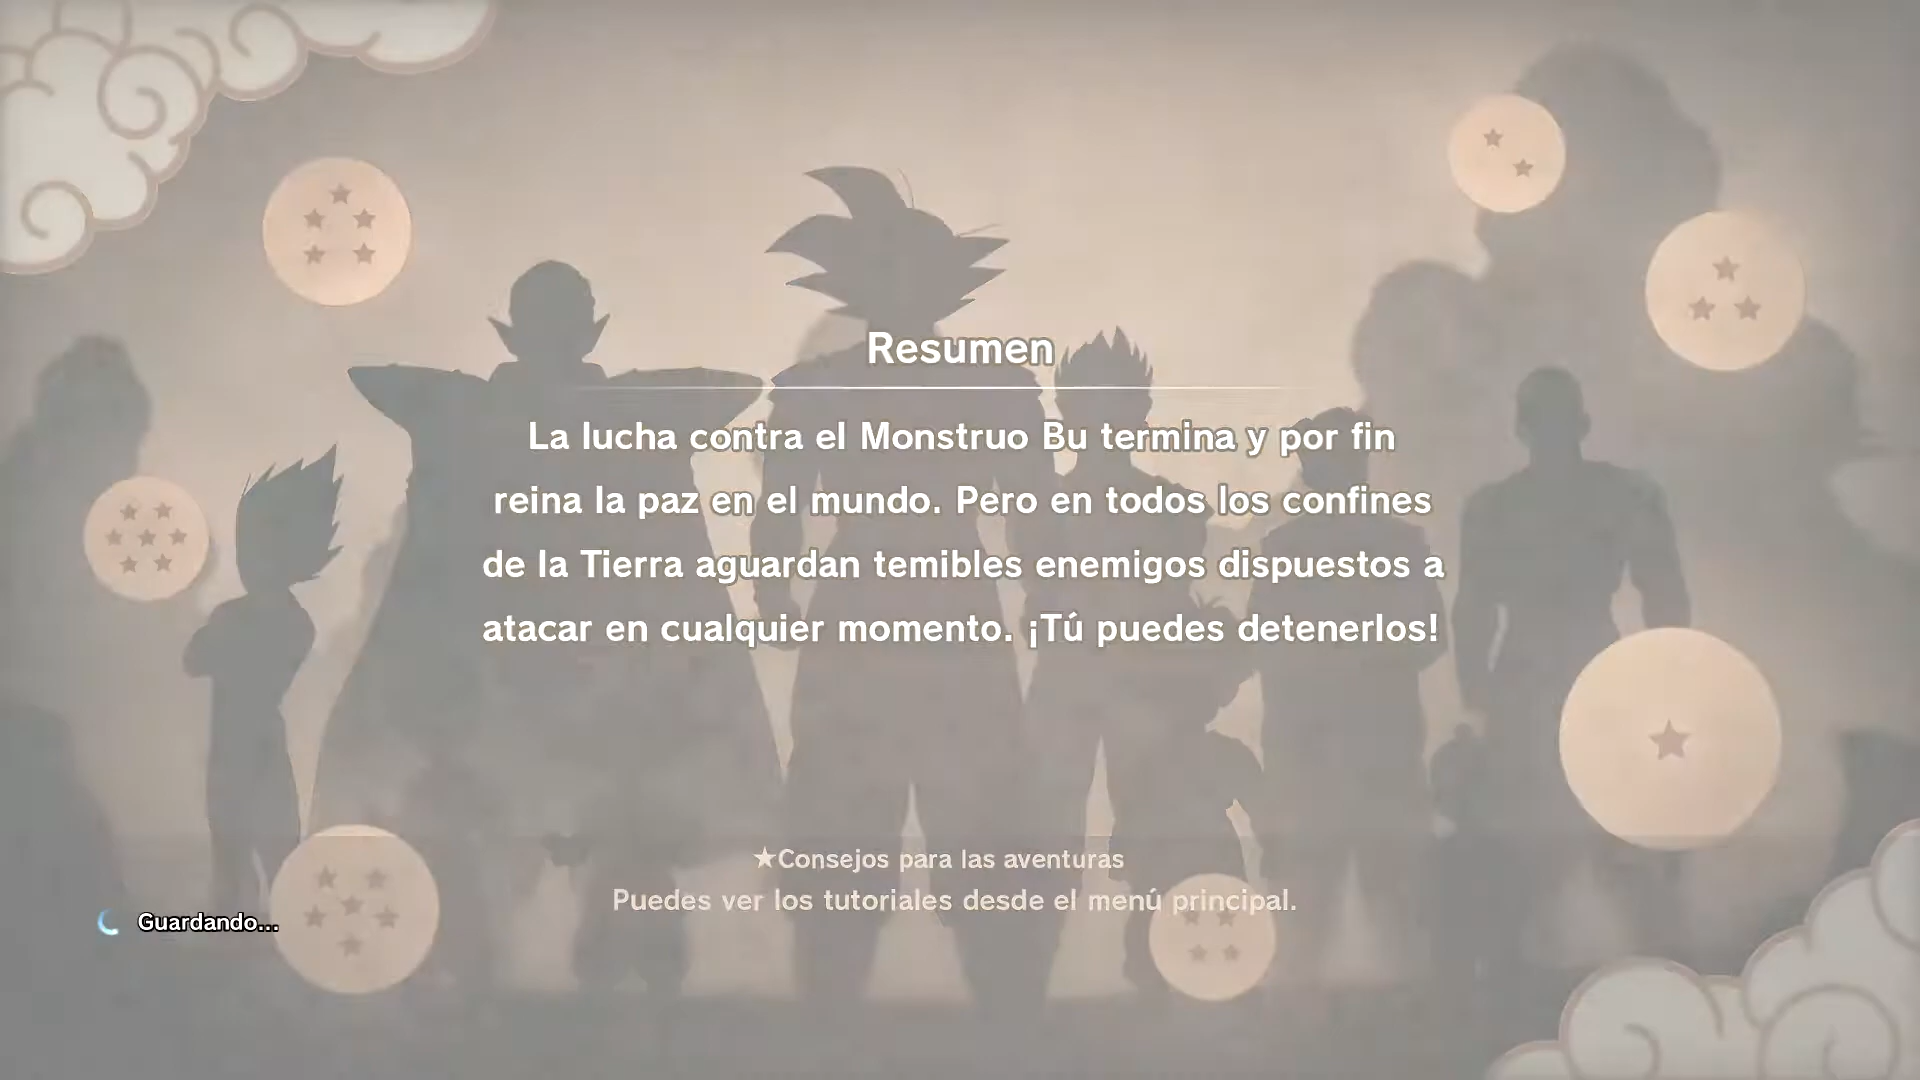 Resumen
La lucha contra el Monstruo Bu termina y por fin
reina la paz en el mundo. Pero en todos los confines
de la Tierra aguardan temibles enemigos dispuestos a
atacar en cualquier momento. ¡Tú puedes detenerlos!
★Consejos para las aventuras
Puedes ver los tutoriales desde el menú principal.
Guardando...